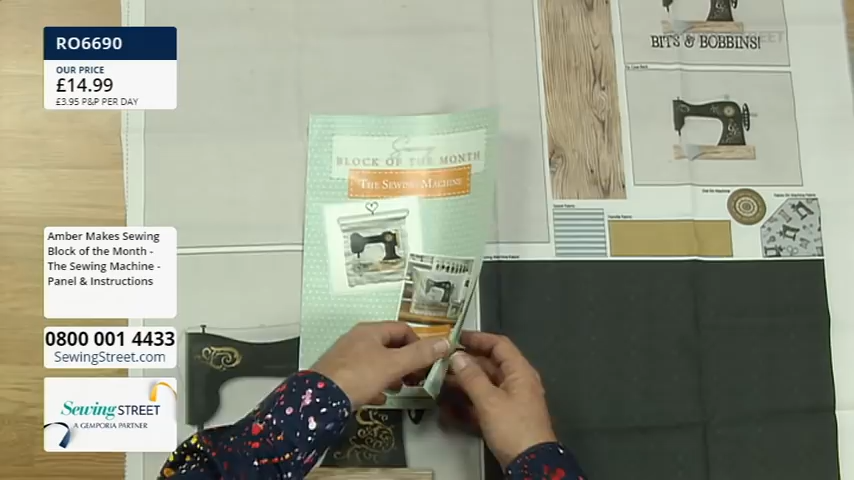 RO6690
OUR PRICE
£14.99
£3.95 P&P PER DAY
Amber Makes Sewing
Block of the Month -
The Sewing Machine -
Panel & Instructions
0800 001 4433
SewingStreet.com
Sewing STREET
A GEMPORIA PARTNER
BLOCK OF THE MONTH
THE SEWING MACHINE
BITS & BOBBINS!